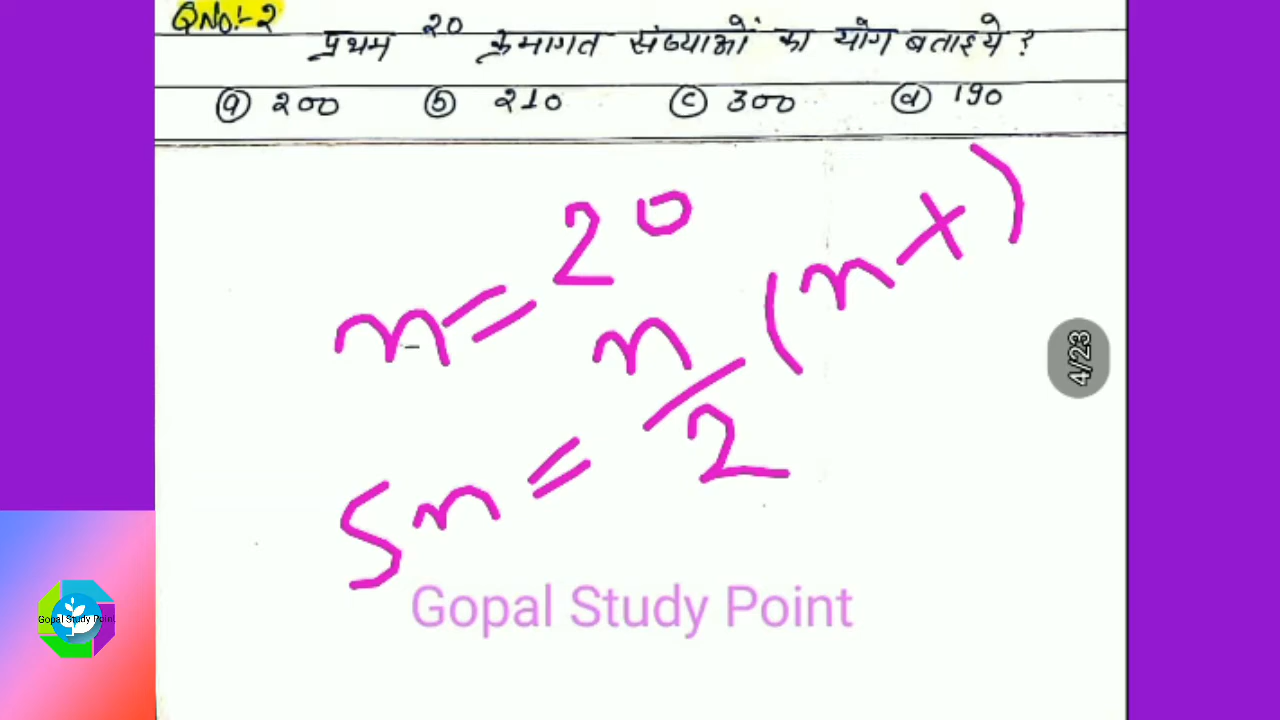 QNo:- 2
प्रथम 20 क्रमागत संख्याओं का योग बताइये ?
(a) 200 (b) 210 (c) 300 (d) 190
n = 20
Sn = n/2 (n+)
4/23
Gopal Study Point
Gopal Study Point